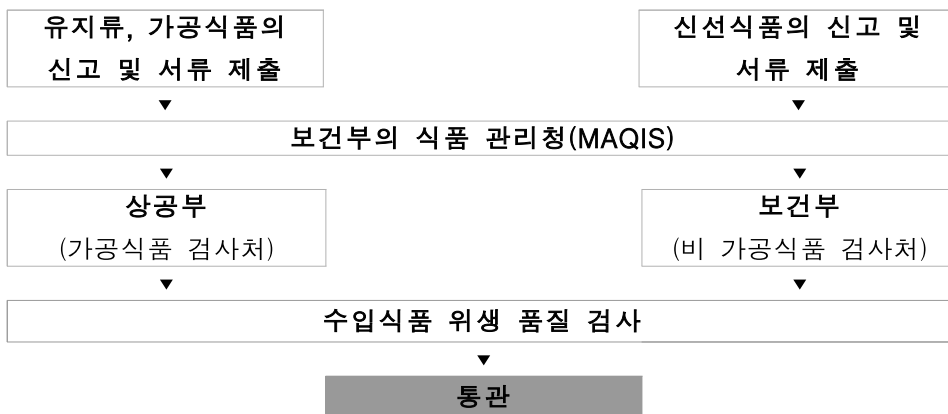 유지류, 가공식품의
신고 및 서류 제출
신선식품의 신고 및
서류 제출
보건부의 식품 관리청(MAQIS)
상공부
(가공식품 검사처)
보건부
(비 가공식품 검사처)
수입식품 위생 품질 검사
통관